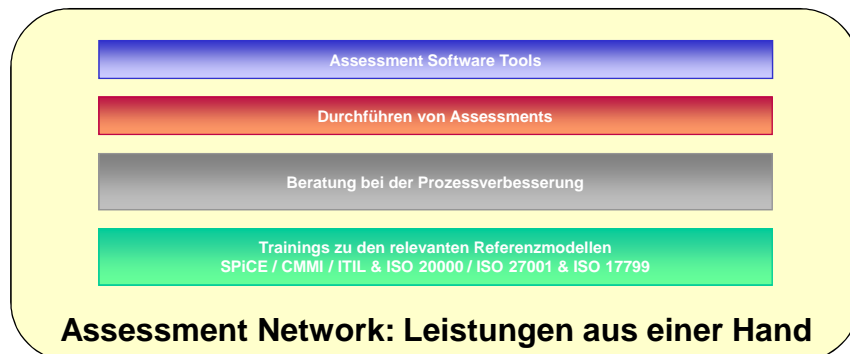 Assessment Software Tools
Durchführen von Assessments
Beratung bei der Prozessverbesserung
Trainings zu den relevanten Referenzmodellen
SPiCE / CMMI / ITIL & ISO 20000 / ISO 27001 & ISO 17799
Assessment Network: Leistungen aus einer Hand